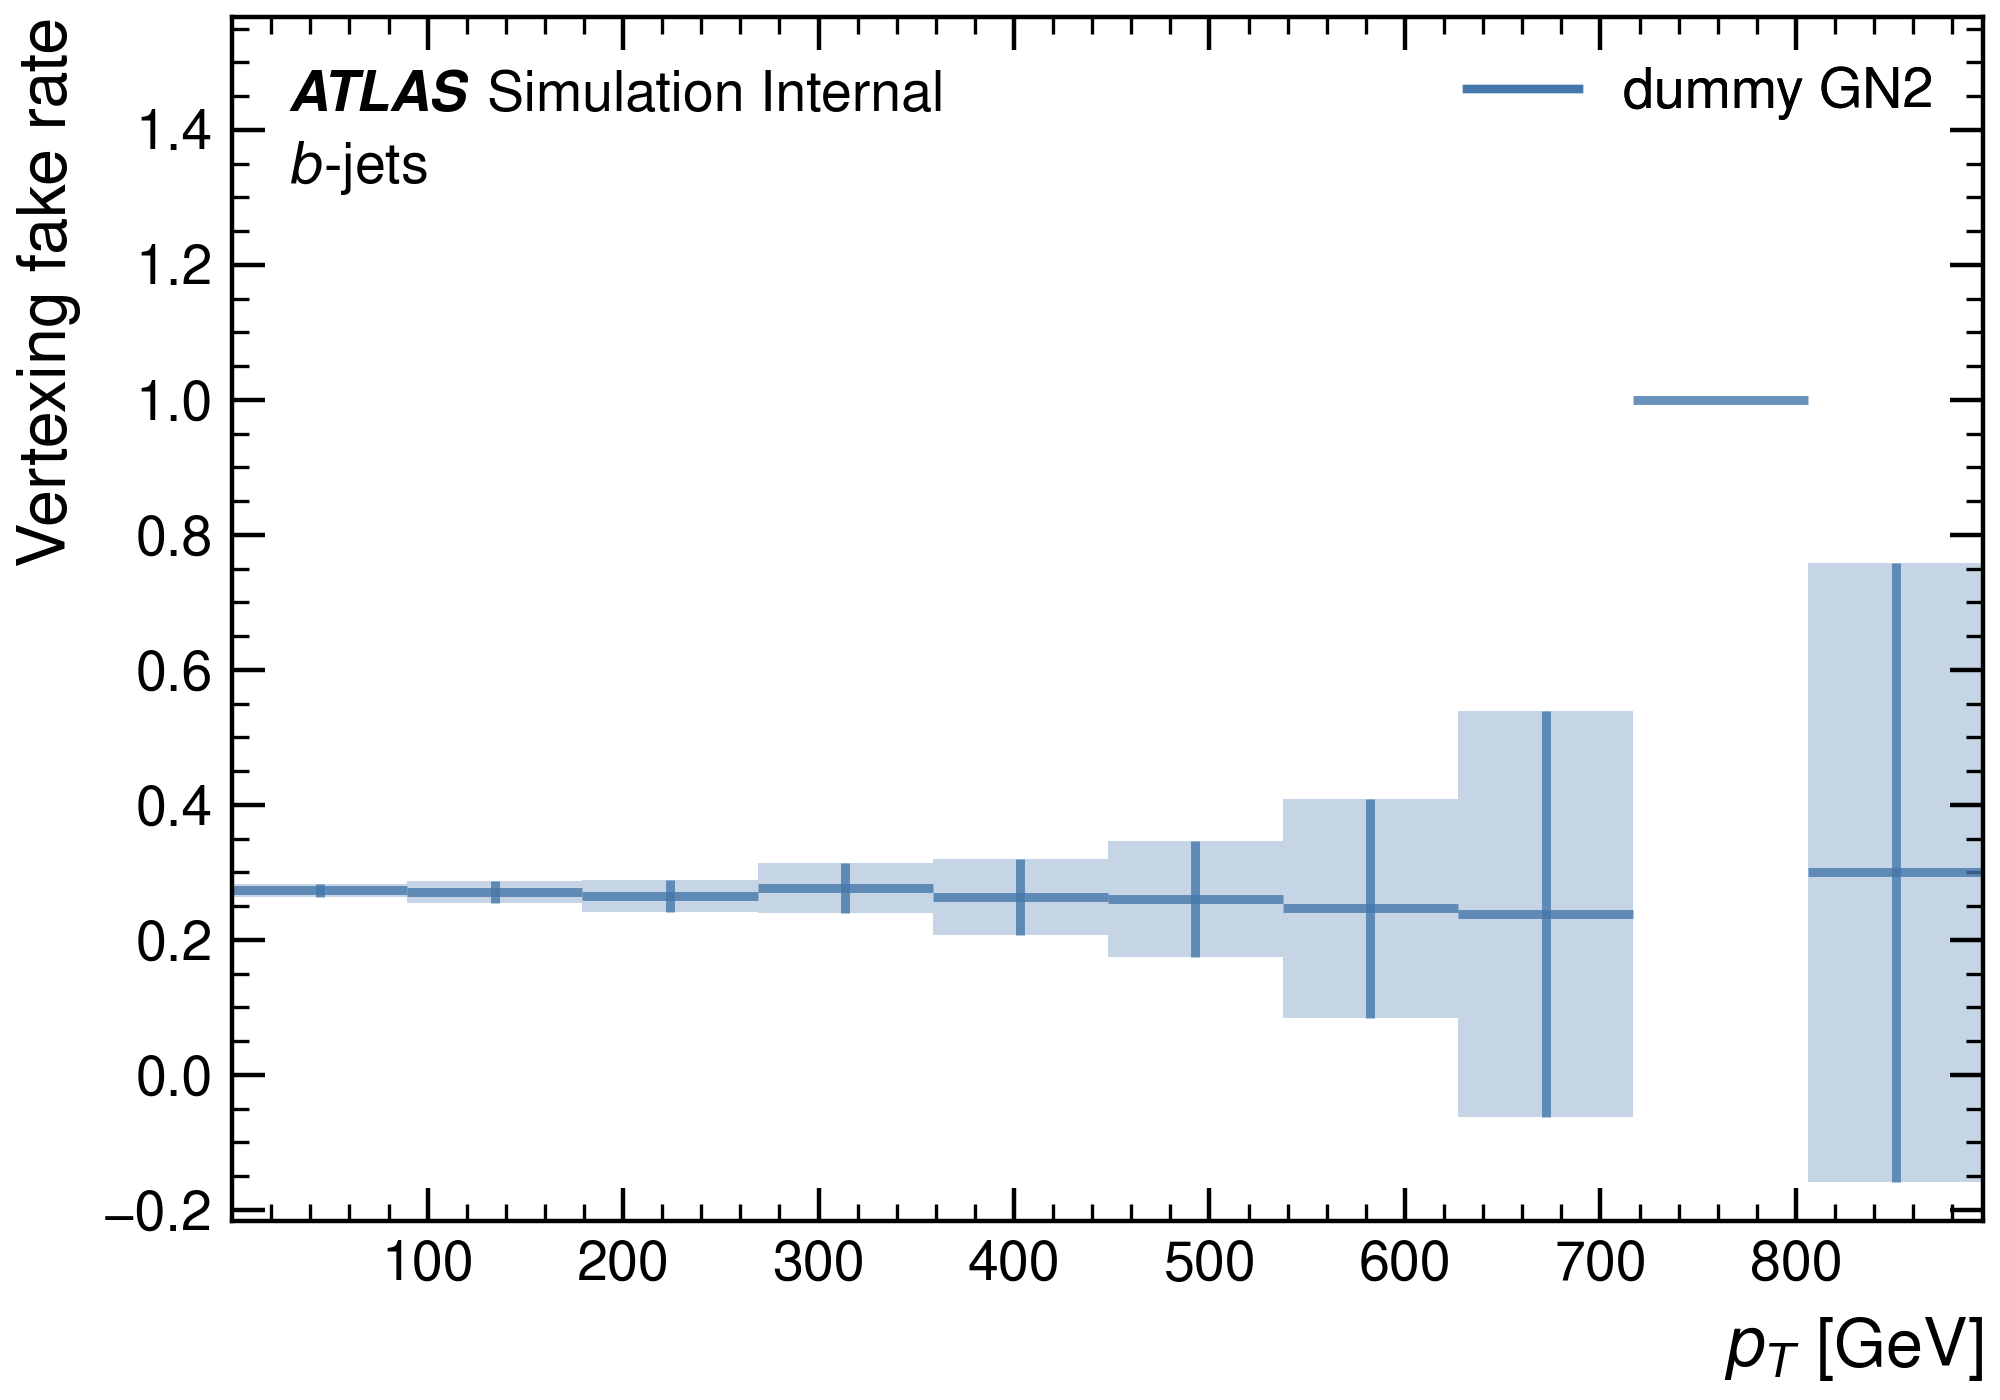 Vertexing fake rate
ATLAS Simulation Internal
b-jets
dummy GN2
1.4
1.2
1.0
0.8
0.6
0.4
0.2
0.0
−0.2
100 200 300 400 500 600 700 800
pT [GeV]